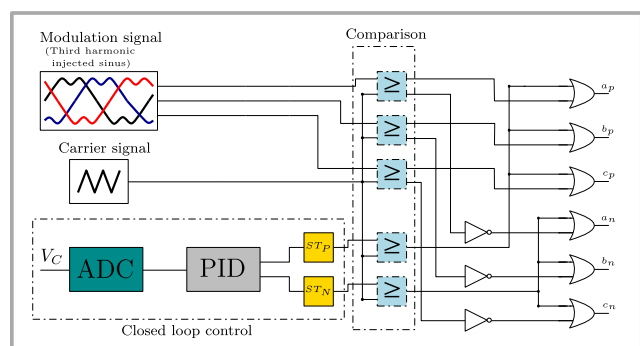 Modulation signal
(Third harmonic
injected sinus)
Comparison
≥
≥
≥
≥
≥
Carrier signal
V_C
ADC
PID
ST_P
ST_N
Closed loop control
a_p
b_p
c_p
a_n
b_n
c_n